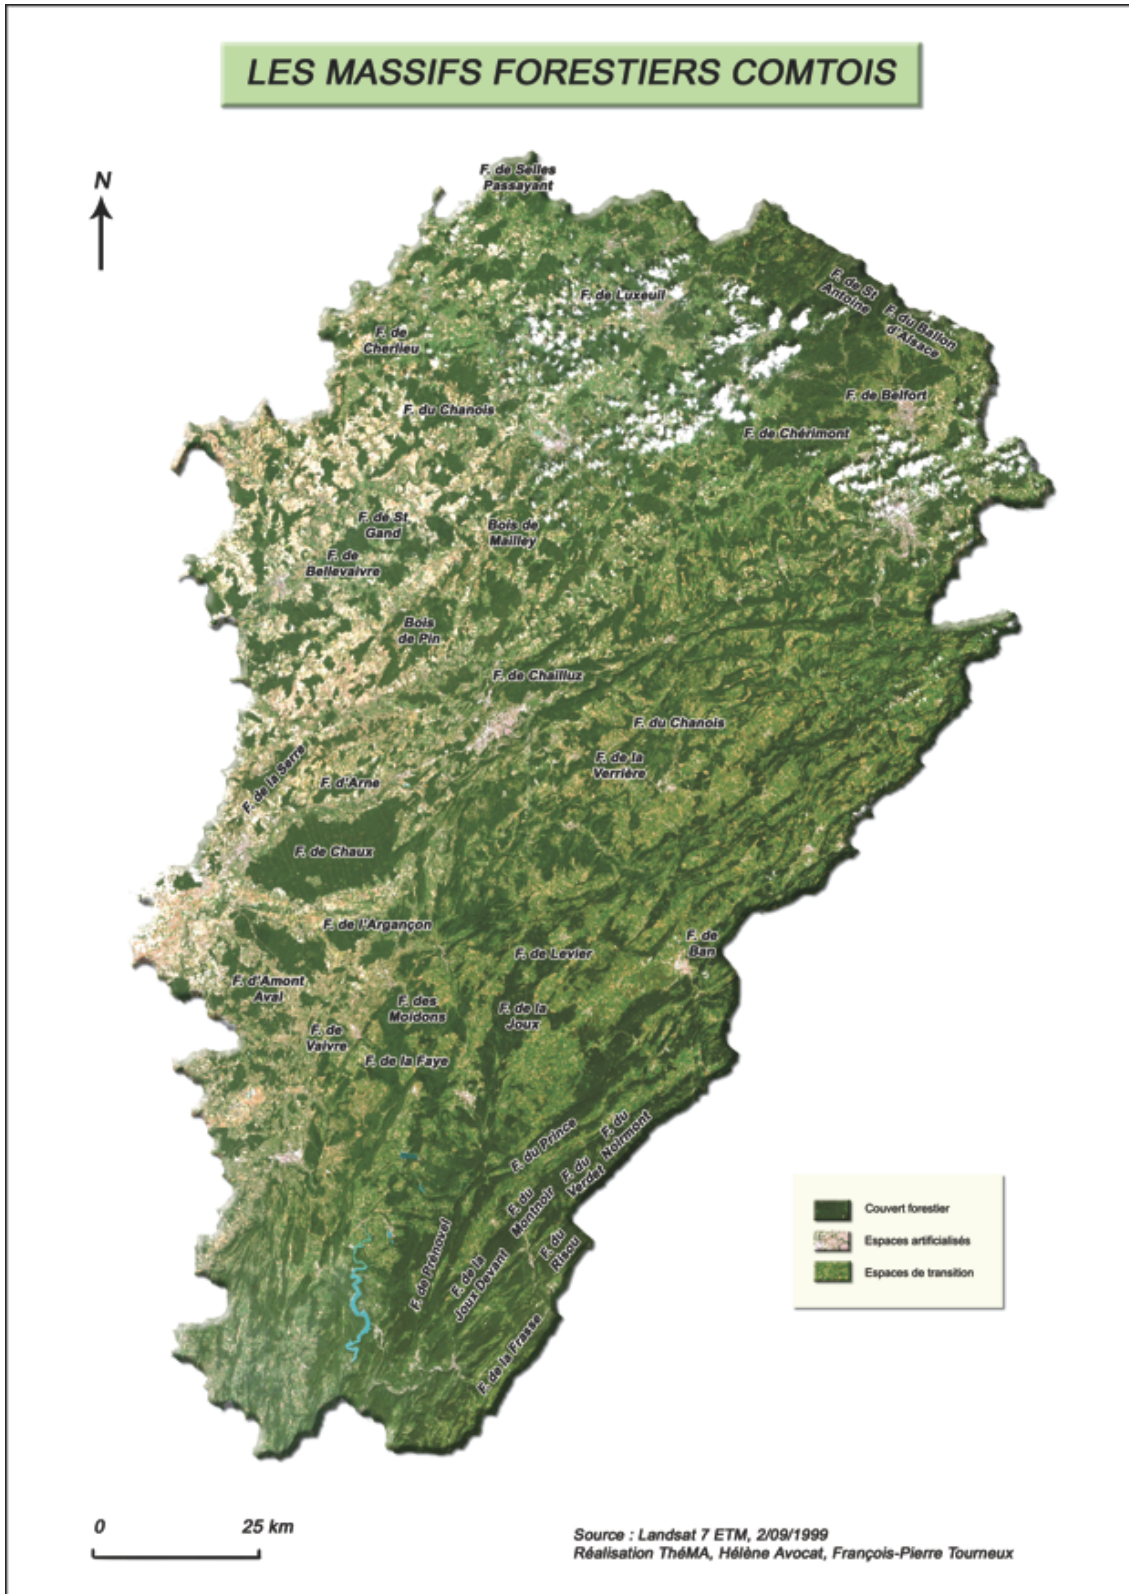 LES MASSIFS FORESTIERS COMTOIS
N
F. de Selles
Passavant
F. de St
Antoine
F. du Ballon
d'Alsace
F. de Luxeuil
F. de
Cherlieu
F. de Belfort
F. du Chanois
F. de Chérimont
F. de St
Gand
Bois de
Mailley
F. de
Bellevaivre
Bois
de Pin
F. de Chailluz
F. du Chanois
F. de la
Verrière
F. de la Serre
F. d'Arne
F. de Chaux
F. de l'Argançon
F. de
Ban
F. de Levier
F. d'Amont
Aval
F. des
Moidons
F. de la
Joux
F. de
Vaivre
F. de la Faye
F. du Prince
F. du
Noirmont
F. du
Verdet
F. du
Montnoir
F. du
Risou
F. de Prénovel
F. de la
Joux Devant
F. de la Frasse
Couvert forestier
Espaces artificialisés
Espaces de transition
0 25 km
Source : Landsat 7 ETM, 2/09/1999
Réalisation ThéMA, Hélène Avocat, François-Pierre Tourneux